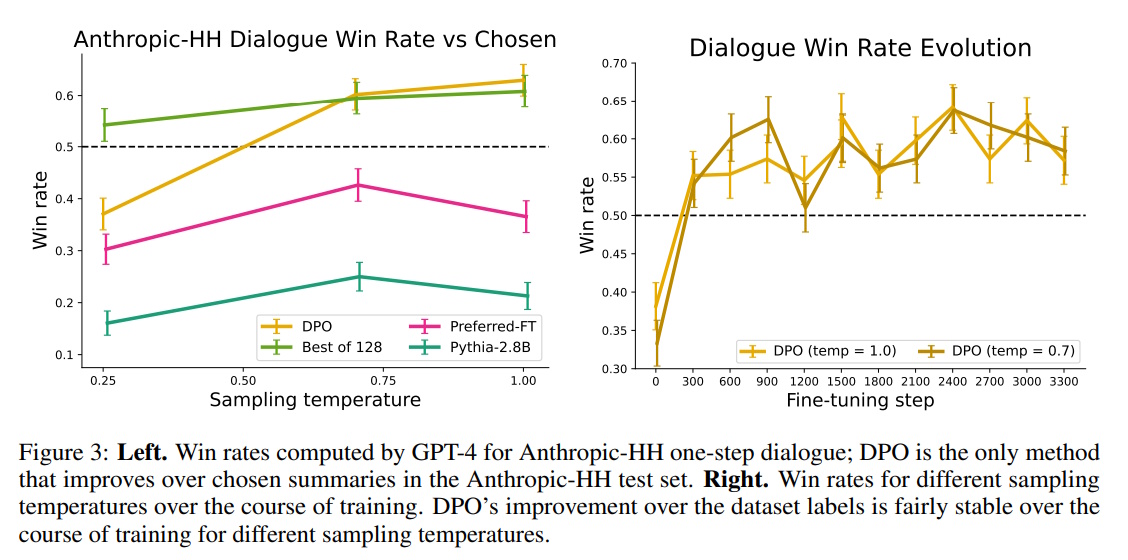 Anthropic-HH Dialogue Win Rate vs Chosen
Win rate
0.6
0.5
0.4
0.3
0.2
0.1
DPO
Best of 128
Preferred-FT
Pythia-2.8B
0.25 0.50 0.75 1.00
Sampling temperature
Dialogue Win Rate Evolution
Win rate
0.70
0.65
0.60
0.55
0.50
0.45
0.40
0.35
0.30
DPO (temp = 1.0) DPO (temp = 0.7)
0 300 600 900 1200 1500 1800 2100 2400 2700 3000 3300
Fine-tuning step
Figure 3: Left. Win rates computed by GPT-4 for Anthropic-HH one-step dialogue; DPO is the only method
that improves over chosen summaries in the Anthropic-HH test set. Right. Win rates for different sampling
temperatures over the course of training. DPO's improvement over the dataset labels is fairly stable over the
course of training for different sampling temperatures.